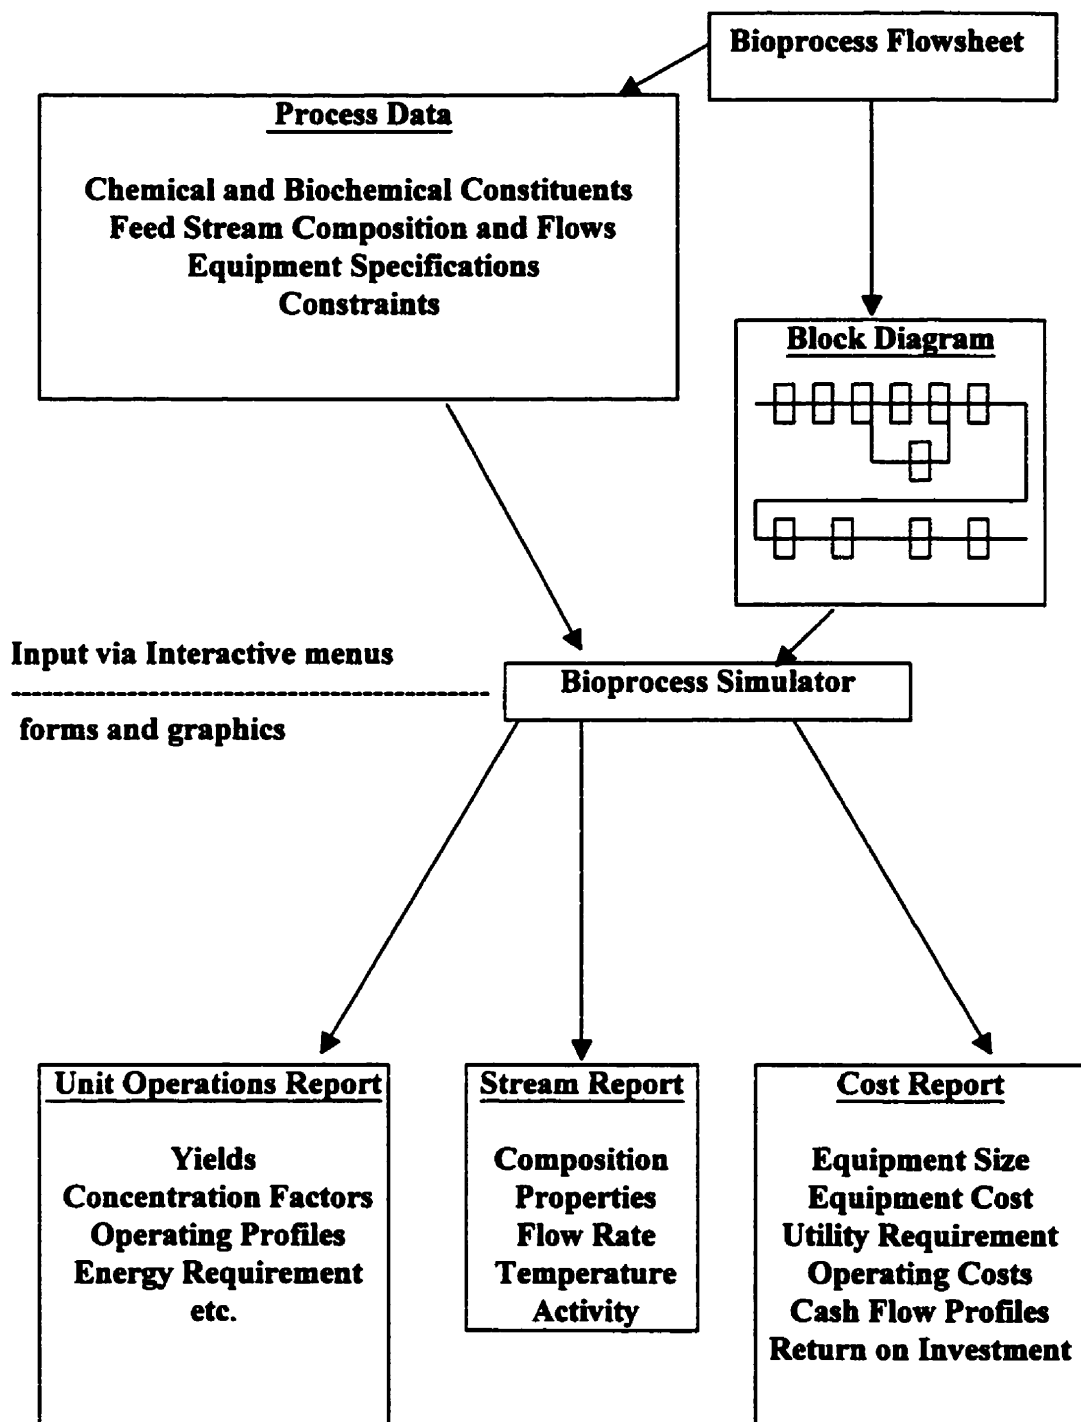 Bioprocess Flowsheet
Process Data
Chemical and Biochemical Constituents
Feed Stream Composition and Flows
Equipment Specifications
Constraints
Block Diagram
Input via Interactive menus
Bioprocess Simulator
forms and graphics
Unit Operations Report
Yields
Concentration Factors
Operating Profiles
Energy Requirement
etc.
Stream Report
Composition
Properties
Flow Rate
Temperature
Activity
Cost Report
Equipment Size
Equipment Cost
Utility Requirement
Operating Costs
Cash Flow Profiles
Return on Investment